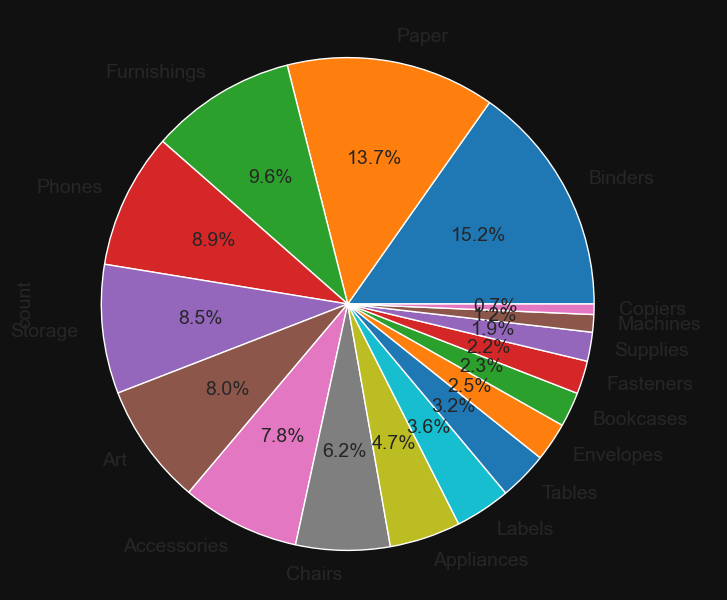 Paper
Furnishings
Phones
Binders
13.7%
9.6%
8.9%
15.2%
count
Storage
8.5%
0.7%
Copiers
1.2%
Machines
1.9%
Supplies
2.2%
Fasteners
2.3%
Bookcases
2.5%
Envelopes
3.2%
Tables
3.6%
Labels
4.7%
Appliances
6.2%
Chairs
7.8%
Accessories
8.0%
Art